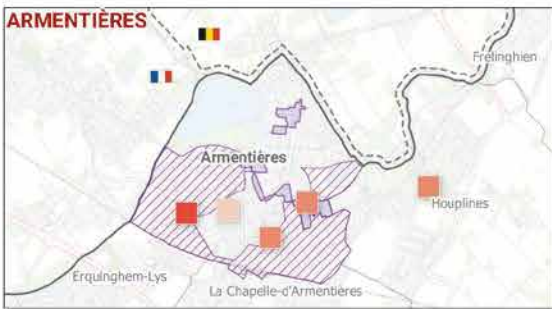 ARMENTIÈRES
Frelinghien
Armentières
Houplines
Erquinghem-Lys
La Chapelle-d'Armentières